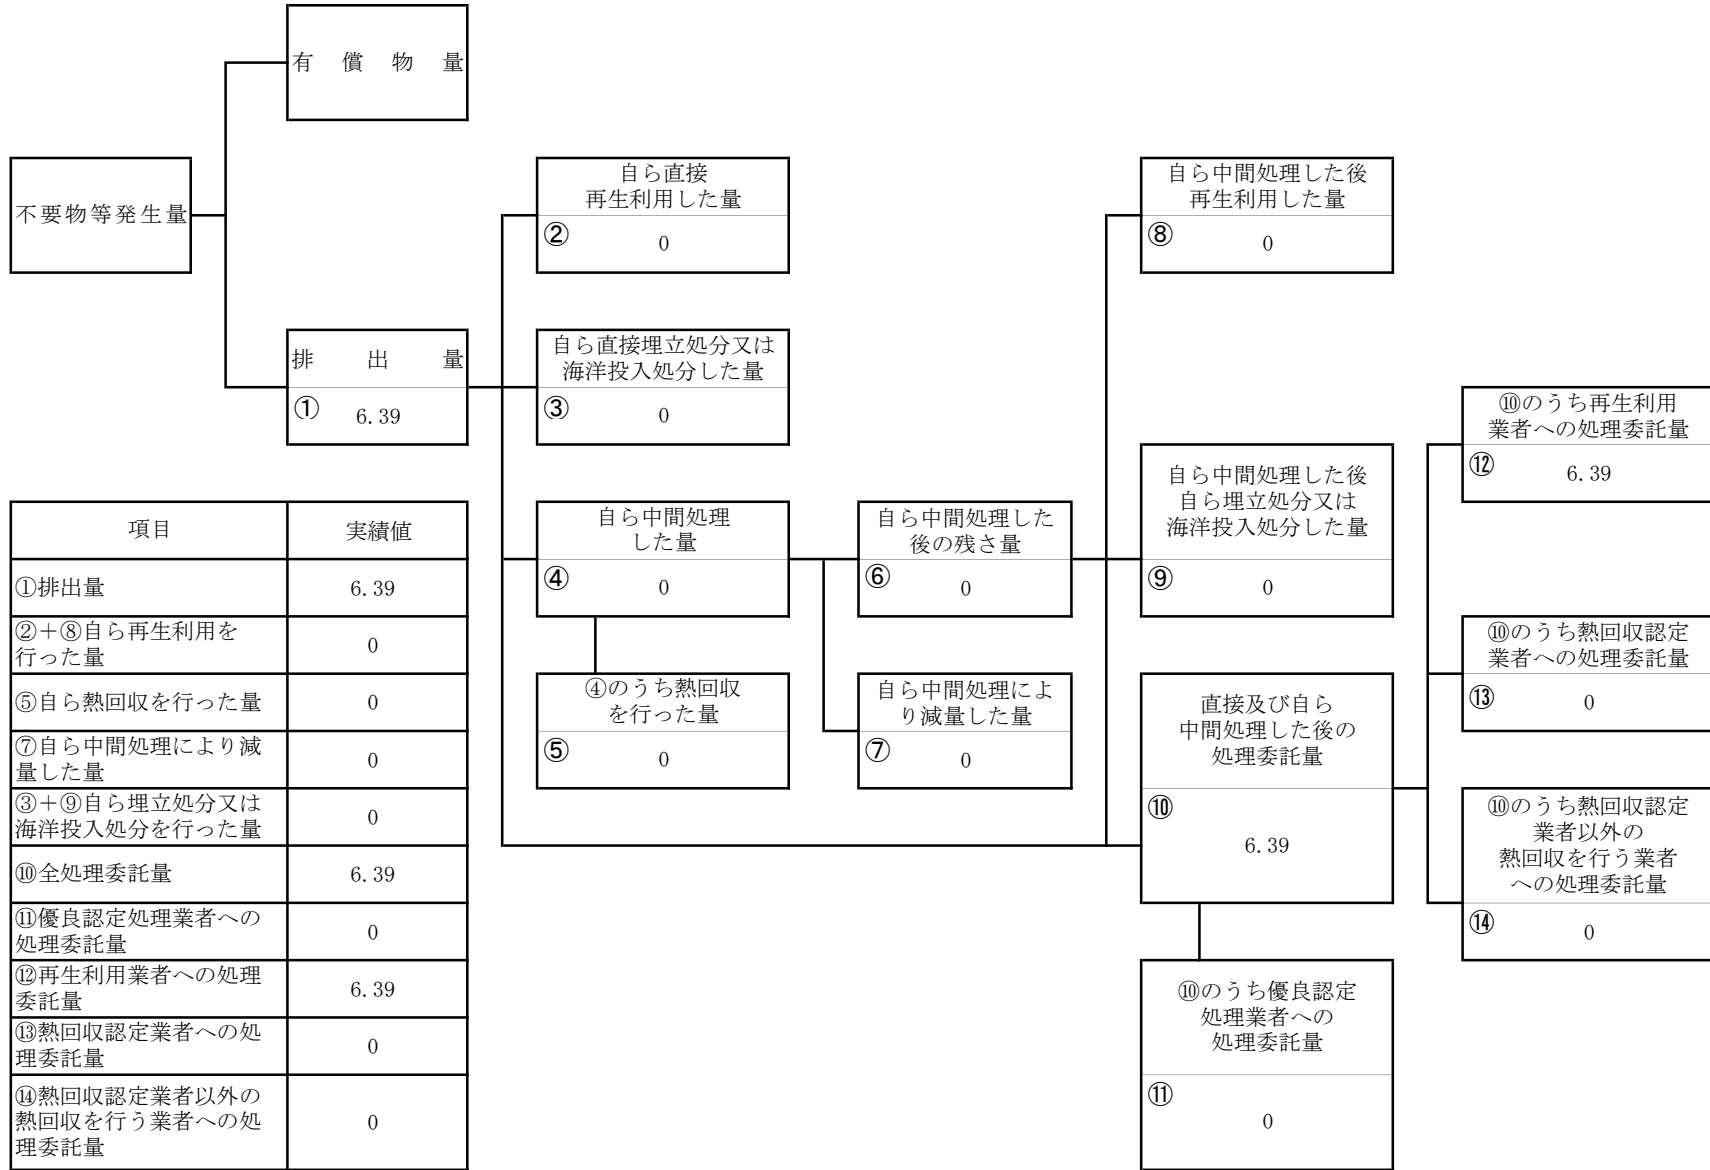 有償物量
不要物等発生量
排出量
① 6.39
自ら直接
再生利用した量
② 0
自ら直接埋立処分又は
海洋投入処分した量
③ 0
自ら中間処理
した量
④ 0
④のうち熱回収
を行った量
⑤ 0
自ら中間処理した
後の残さ量
⑥ 0
自ら中間処理によ
り減量した量
⑦ 0
自ら中間処理した後
再生利用した量
⑧ 0
自ら中間処理した後
自ら埋立処分又は
海洋投入処分した量
⑨ 0
直接及び自ら
中間処理した後の
処理委託量
⑩
6.39
⑩のうち優良認定
処理業者への
処理委託量
⑪
0
⑩のうち再生利用
業者への処理委託量
⑫ 6.39
⑩のうち熱回収認定
業者への処理委託量
⑬ 0
⑩のうち熱回収認定
業者以外の
熱回収を行う業者
への処理委託量
⑭ 0
項目 実績値
①排出量 6.39
②+⑧自ら再生利用を
行った量 0
⑤自ら熱回収を行った量 0
⑦自ら中間処理により減
量した量 0
③+⑨自ら埋立処分又は
海洋投入処分を行った量 0
⑩全処理委託量 6.39
⑪優良認定処理業者への
処理委託量 0
⑫再生利用業者への処理
委託量 6.39
⑬熱回収認定業者への処
理委託量 0
⑭熱回収認定業者以外の
熱回収を行う業者への処
理委託量 0